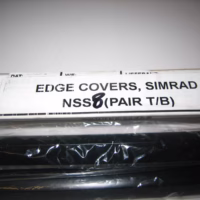 EDGE COVERS, SIMRAD
NSS8(PAIR T/B)